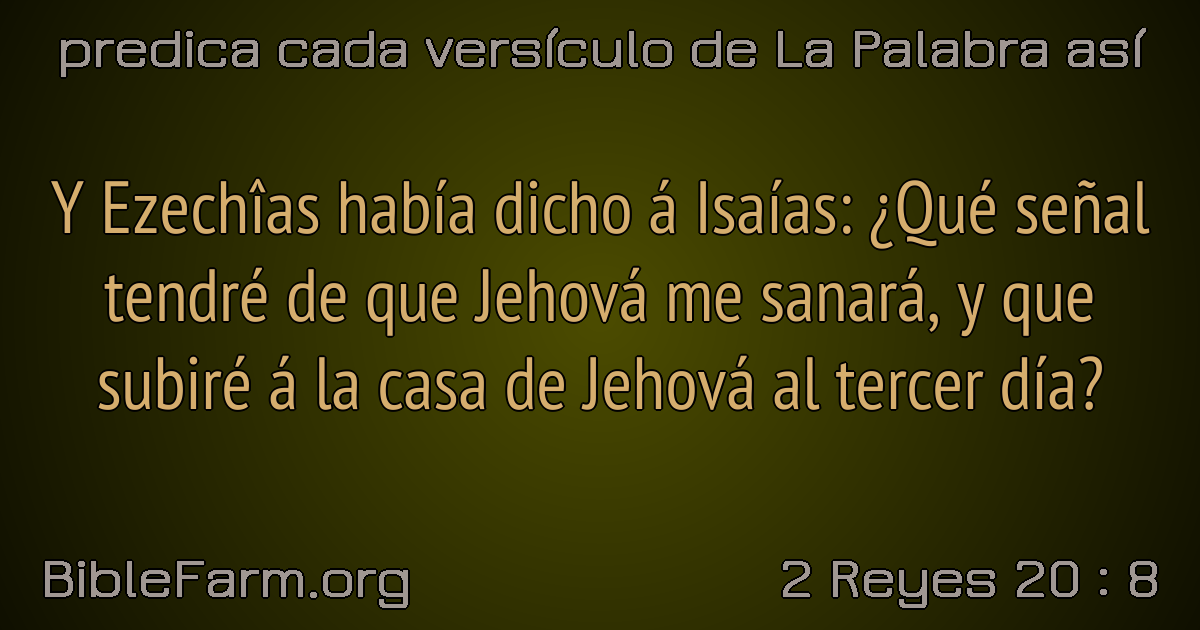 predica cada versículo de La Palabra así
Y Ezechîas había dicho á Isaías: ¿Qué señal
tendré de que Jehová me sanará, y que
subiré á la casa de Jehová al tercer día?
BibleFarm.org
2 Reyes 20 : 8